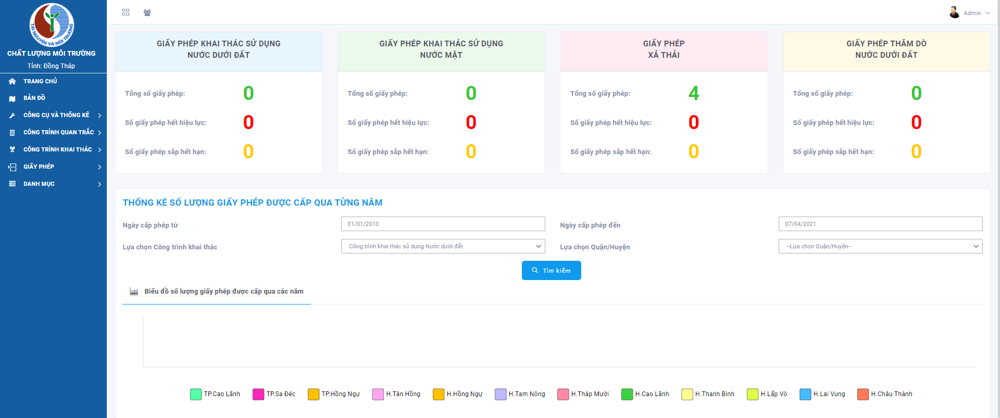 TÀI NGUYÊN VÀ MÔI TRƯỜNG
CHẤT LƯỢNG MÔI TRƯỜNG
Tỉnh: Đồng Tháp
TRANG CHỦ
BẢN ĐỒ
CÔNG CỤ VÀ THỐNG KÊ
CÔNG TRÌNH QUAN TRẮC
CÔNG TRÌNH KHAI THÁC
GIẤY PHÉP
DANH MỤC
Admin
GIẤY PHÉP KHAI THÁC SỬ DỤNG
NƯỚC DƯỚI ĐẤT
Tổng số giấy phép: 0
Số giấy phép hết hiệu lực: 0
Số giấy phép sắp hết hạn: 0
GIẤY PHÉP KHAI THÁC SỬ DỤNG
NƯỚC MẶT
Tổng số giấy phép: 0
Số giấy phép hết hiệu lực: 0
Số giấy phép sắp hết hạn: 0
GIẤY PHÉP
XẢ THẢI
Tổng số giấy phép: 4
Số giấy phép hết hiệu lực: 0
Số giấy phép sắp hết hạn: 0
GIẤY PHÉP THĂM DÒ
NƯỚC DƯỚI ĐẤT
Tổng số giấy phép: 0
Số giấy phép hết hiệu lực: 0
Số giấy phép sắp hết hạn: 0
THỐNG KÊ SỐ LƯỢNG GIẤY PHÉP ĐƯỢC CẤP QUA TỪNG NĂM
Ngày cấp phép từ 01/01/2010 Ngày cấp phép đến 07/04/2021
Lựa chọn Công trình khai thác Công trình khai thác sử dụng Nước dưới đất Lựa chọn Quận/Huyện --Lựa chọn Quận/Huyện--
Tìm kiếm
Biểu đồ số lượng giấy phép được cấp qua các năm
TP.Cao Lãnh TP.Sa Đéc TP.Hồng Ngự H.Tân Hồng H.Hồng Ngự H.Tam Nông H.Tháp Mười H.Cao Lãnh H.Thanh Bình H.Lấp Vò H.Lai Vung H.Châu Thành